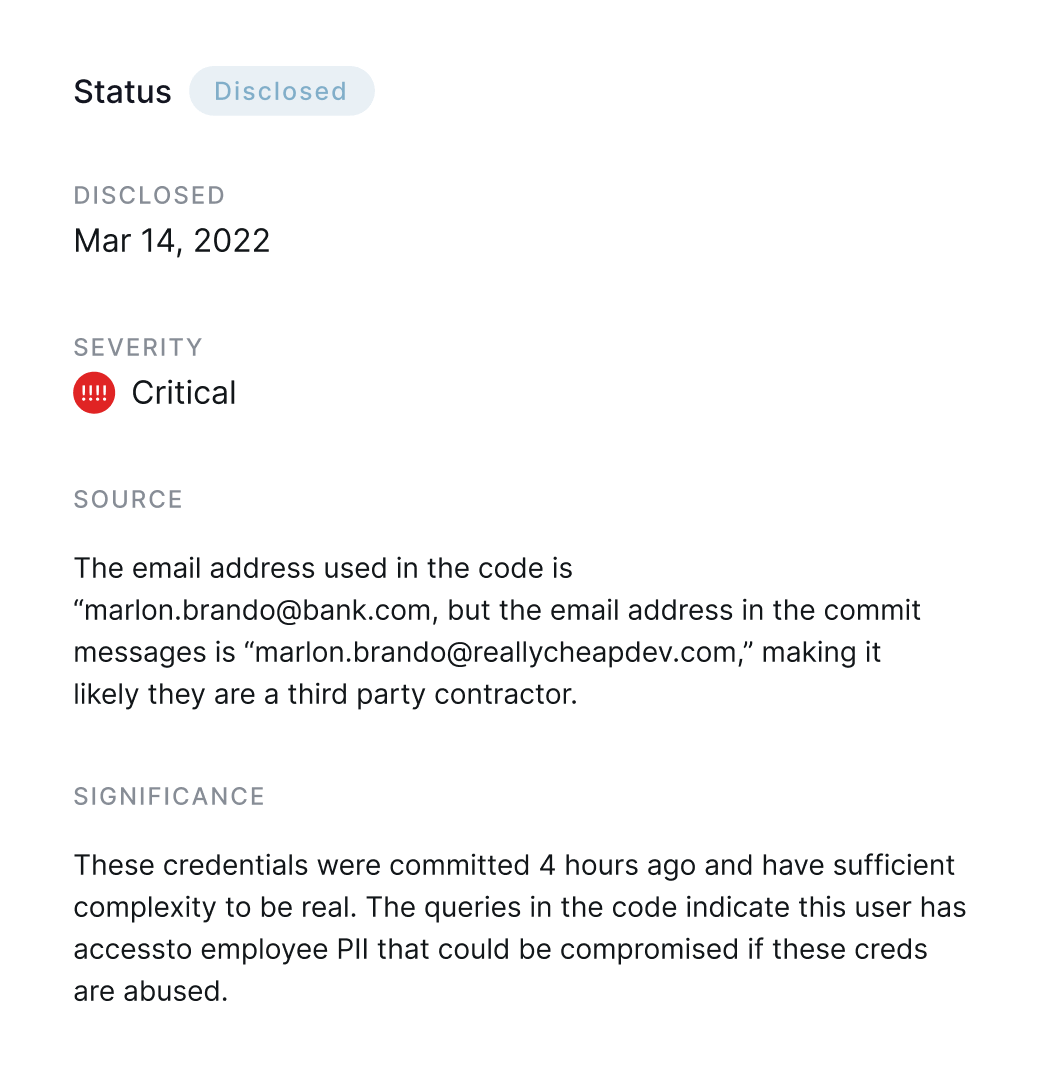 Status Disclosed
DISCLOSED
Mar 14, 2022
SEVERITY
!!!! Critical
SOURCE
The email address used in the code is
“marlon.brando@bank.com, but the email address in the commit
messages is “marlon.brando@reallycheapdev.com,” making it
likely they are a third party contractor.
SIGNIFICANCE
These credentials were committed 4 hours ago and have sufficient
complexity to be real. The queries in the code indicate this user has
accessto employee PII that could be compromised if these creds
are abused.